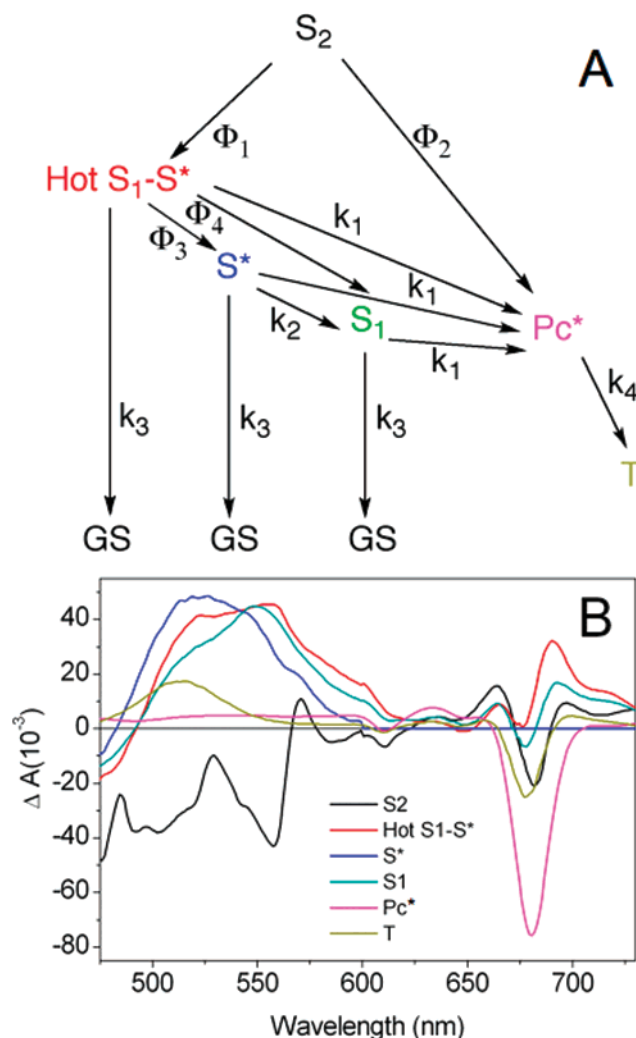 S₂
A
Φ₁
Φ₂
Hot S₁-S*
Φ₃
Φ₄
k₁
S*
k₁
k₂
S₁
k₁
Pc*
k₃
k₃
k₃
k₄
T
GS
GS
GS
B
40
20
0
-20
-40
-60
-80
Δ A(10⁻³)
S2
Hot S1-S*
S*
S1
Pc*
T
500
550
600
650
700
Wavelength (nm)